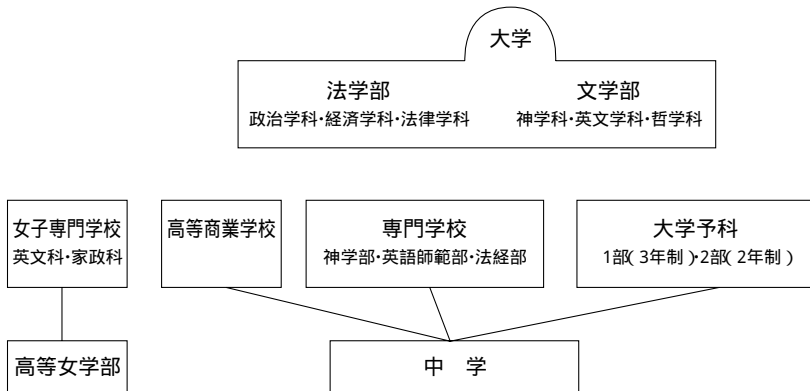 大学
法学部 文学部
政治学科・経済学科・法律学科 神学科・英文学科・哲学科
女子専門学校 高等商業学校 専門学校 大学予科
英文科・家政科 神学部・英語師範部・法経部 1部(3年制)・2部(2年制)
高等女学部 中 学